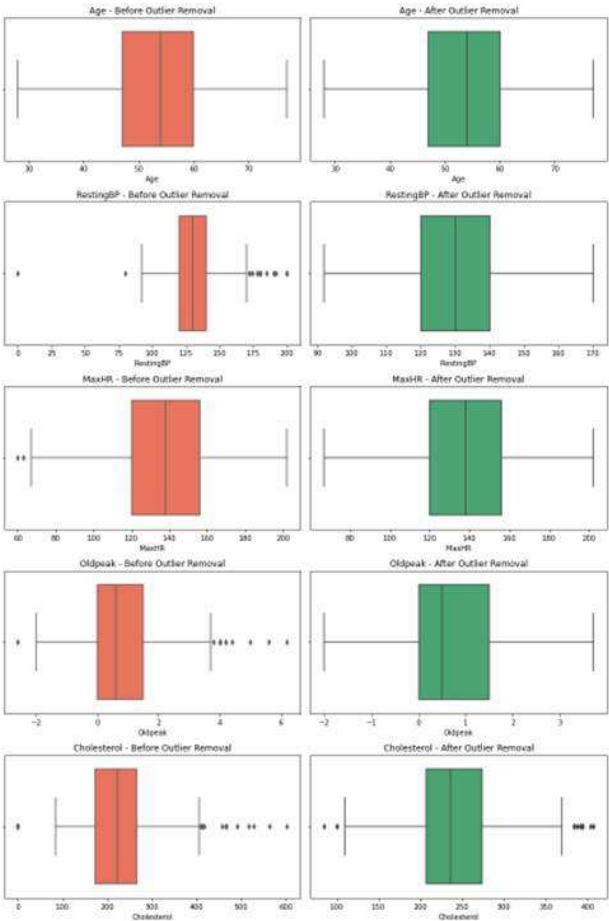 Age - Before Outlier Removal
Age - After Outlier Removal
30 40 50 60 70
Age
30 40 50 60 70
Age
RestingBP - Before Outlier Removal
RestingBP - After Outlier Removal
0 25 50 75 100 125 150 175 200
RestingBP
90 100 110 120 130 140 150 160 170
RestingBP
MaxHR - Before Outlier Removal
MaxHR - After Outlier Removal
60 80 100 120 140 160 180 200
MaxHR
80 100 120 140 160 180 200
MaxHR
Oldpeak - Before Outlier Removal
Oldpeak - After Outlier Removal
−2 0 2 4 6
Oldpeak
−2 −1 0 1 2 3
Oldpeak
Cholesterol - Before Outlier Removal
Cholesterol - After Outlier Removal
0 100 200 300 400 500 600
Cholesterol
100 150 200 250 300 350 400
Cholesterol